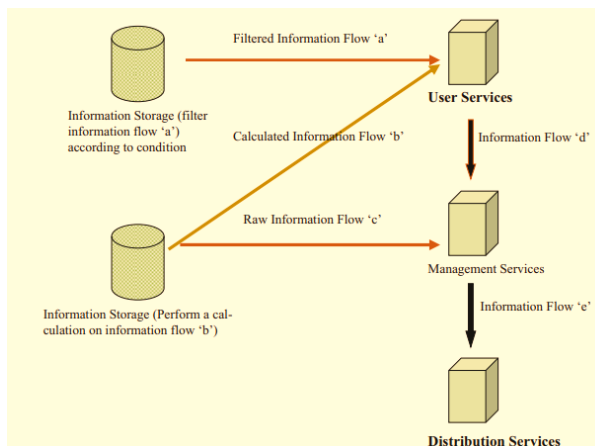 Filtered Information Flow ‘a’
User Services
Information Storage (filter
information flow ‘a’)
according to condition
Calculated Information Flow ‘b’
Information Flow ‘d’
Raw Information Flow ‘c’
Management Services
Information Storage (Perform a cal-
culation on information flow ‘b’)
Information Flow ‘e’
Distribution Services